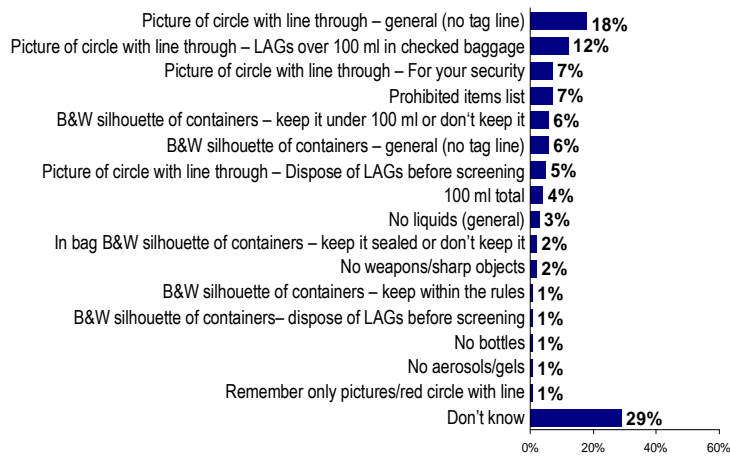 Picture of circle with line through – general (no tag line) 18%
Picture of circle with line through – LAGs over 100 ml in checked baggage 12%
Picture of circle with line through – For your security 7%
Prohibited items list 7%
B&W silhouette of containers – keep it under 100 ml or don‘t keep it 6%
B&W silhouette of containers – general (no tag line) 6%
Picture of circle with line through – Dispose of LAGs before screening 5%
100 ml total 4%
No liquids (general) 3%
In bag B&W silhouette of containers – keep it sealed or don’t keep it 2%
No weapons/sharp objects 2%
B&W silhouette of containers – keep within the rules 1%
B&W silhouette of containers– dispose of LAGs before screening 1%
No bottles 1%
No aerosols/gels 1%
Remember only pictures/red circle with line 1%
Don’t know 29%
0% 20% 40% 60%